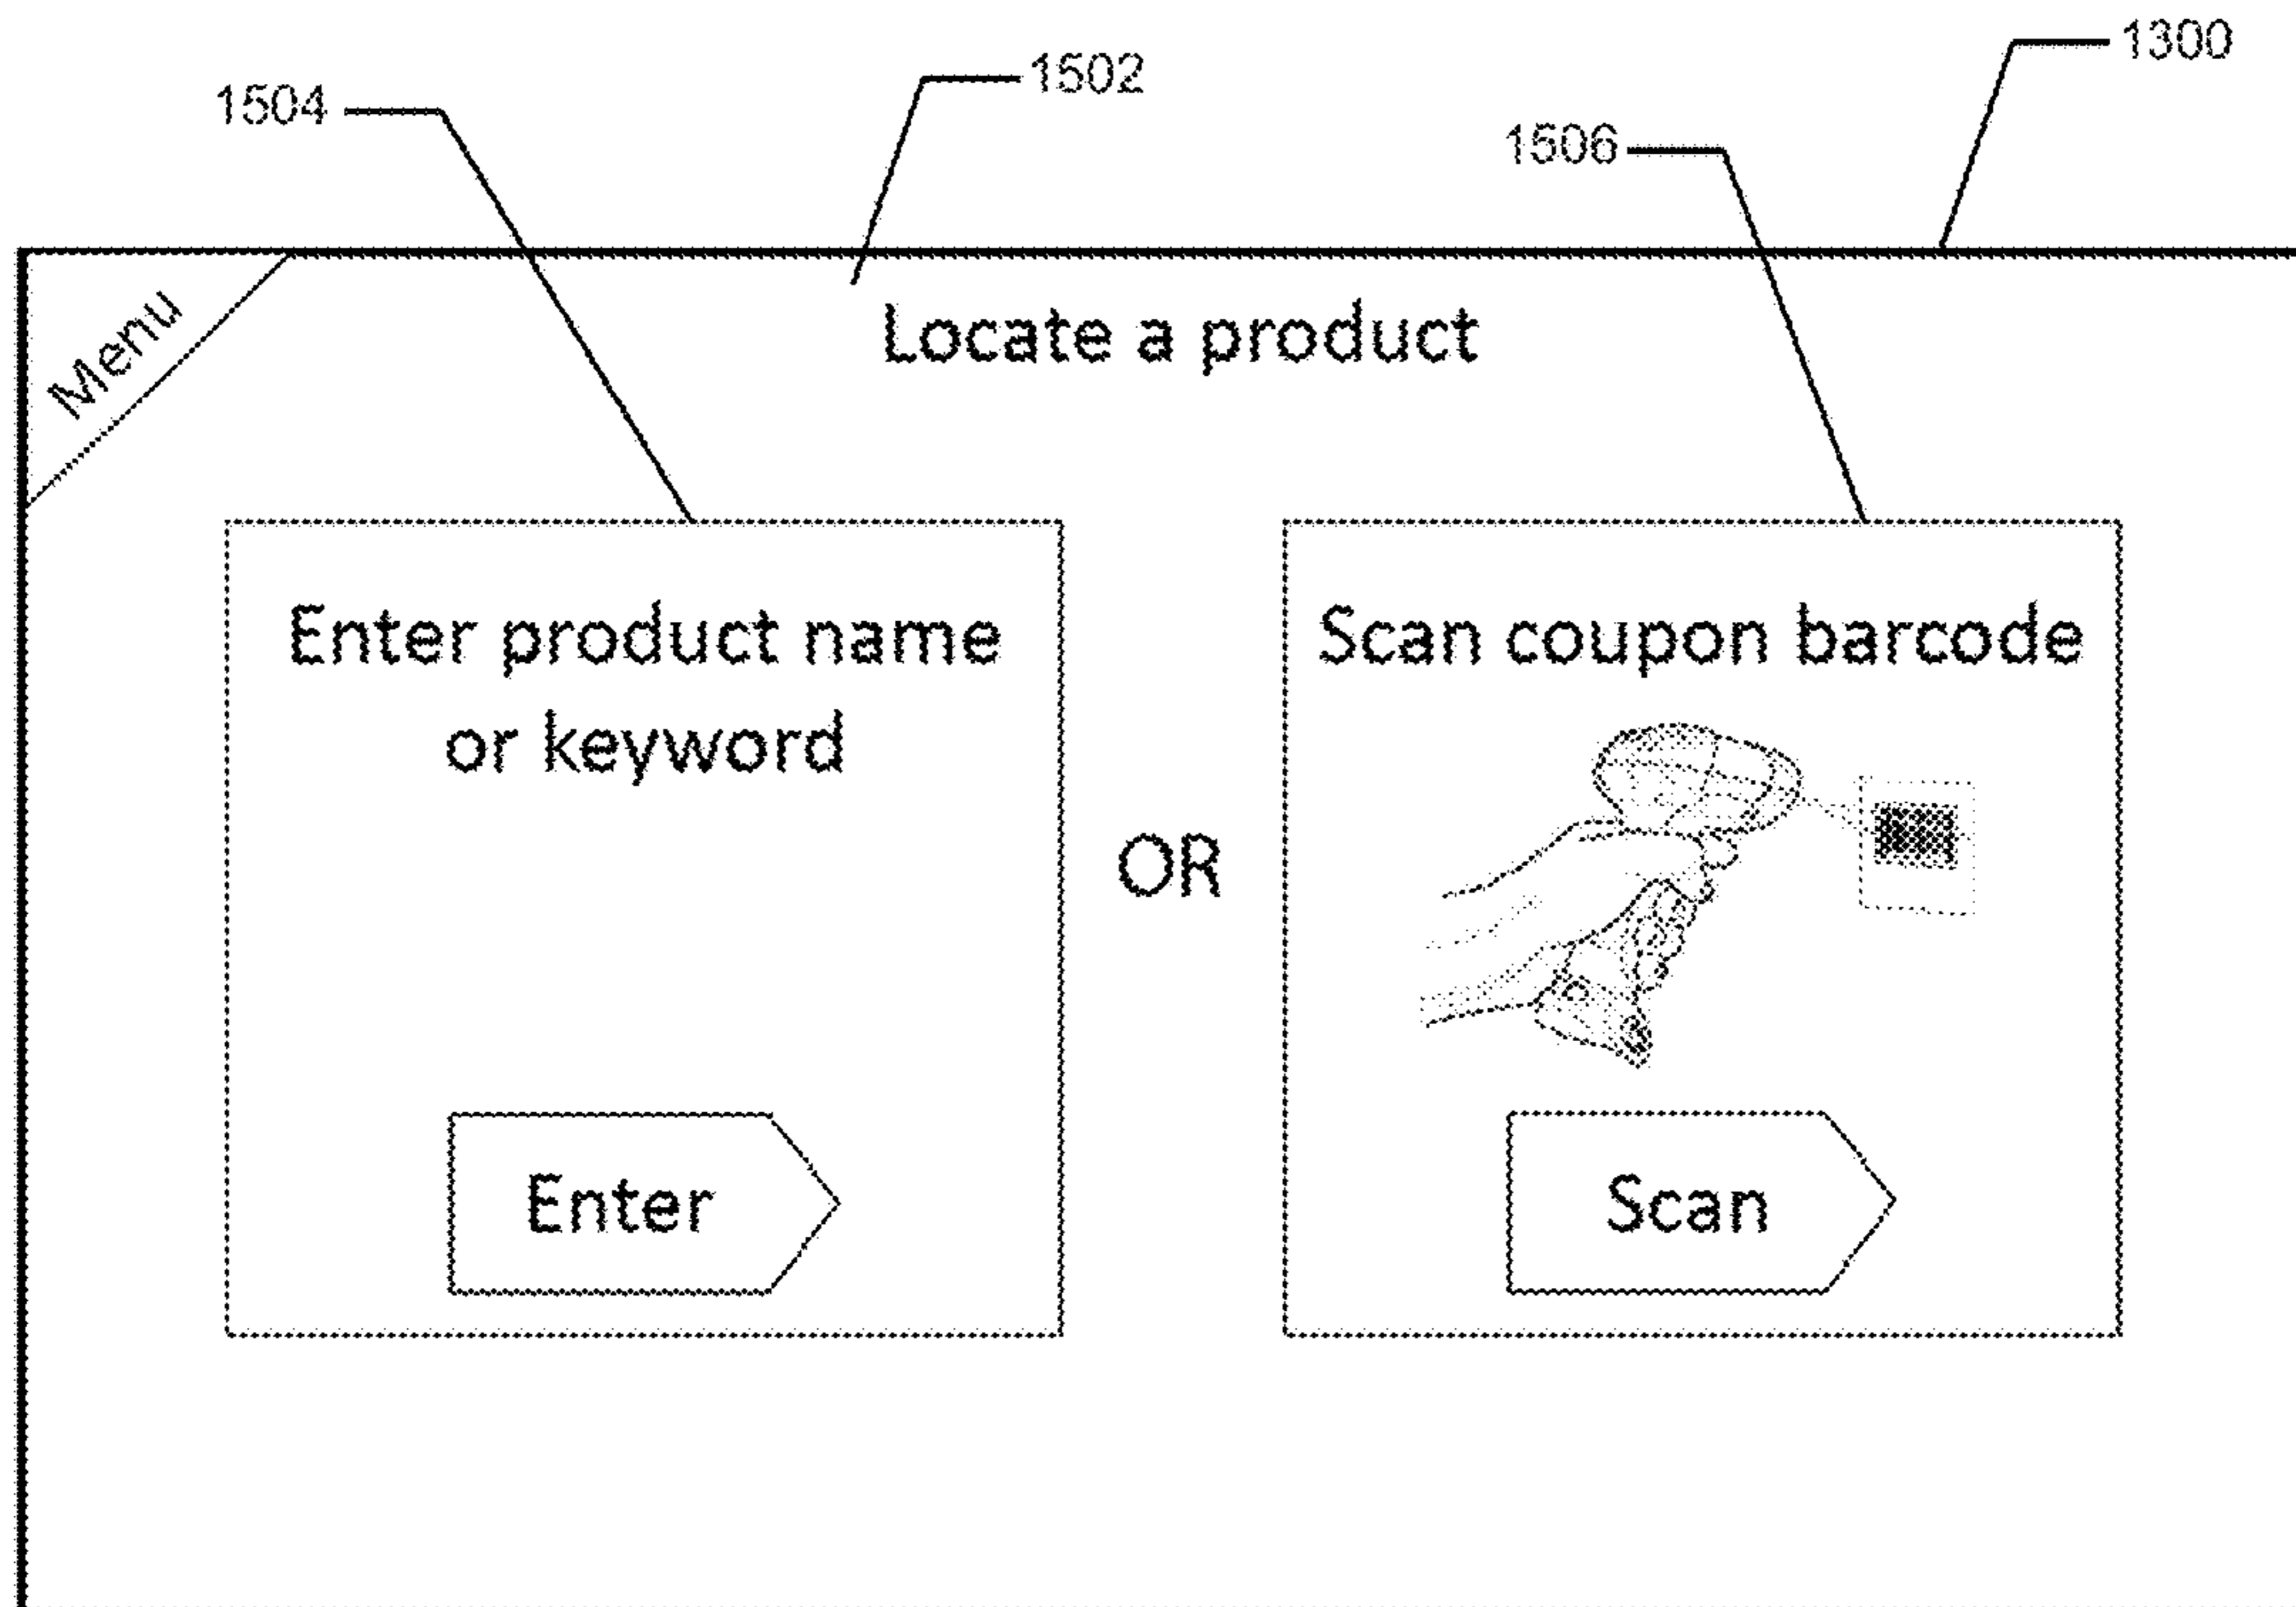 1300
1502
1504
1506
Menu
Locate a product
Enter product name
or keyword
Enter
OR
Scan coupon barcode
Scan